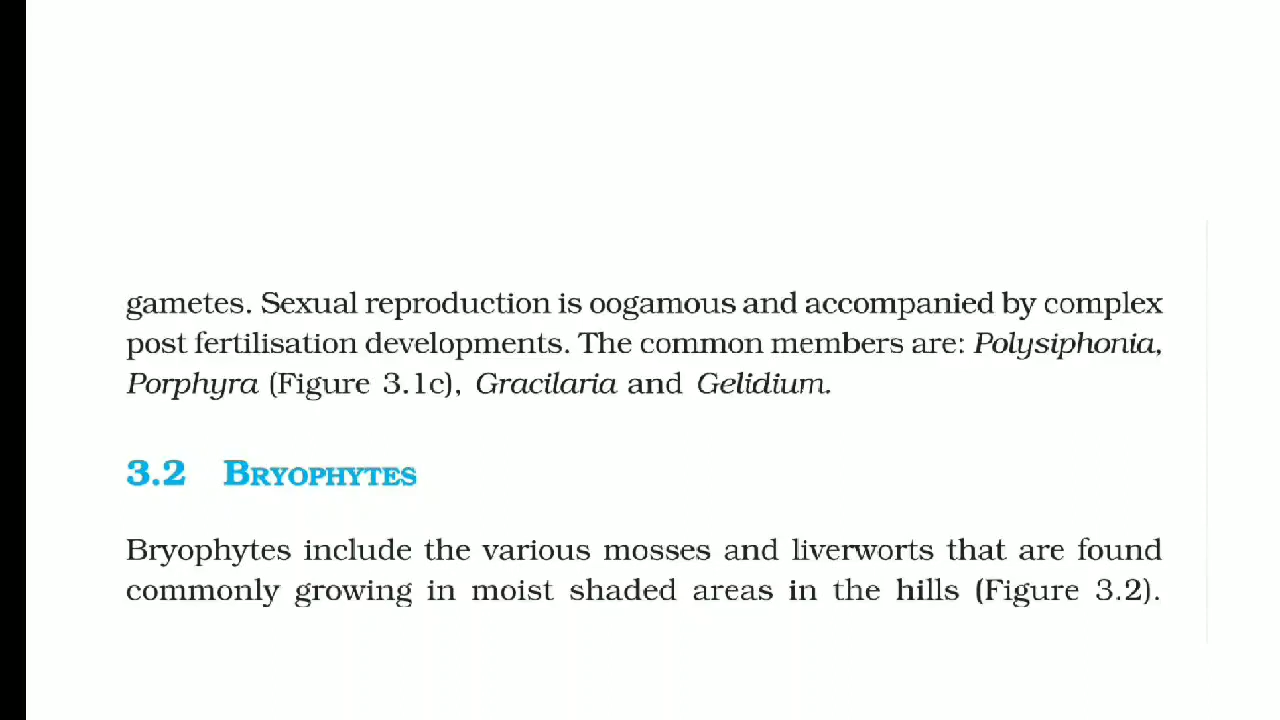 gametes. Sexual reproduction is oogamous and accompanied by complex
post fertilisation developments. The common members are: Polysiphonia,
Porphyra (Figure 3.1c), Gracilaria and Gelidium.
3.2 BRYOPHYTES
Bryophytes include the various mosses and liverworts that are found
commonly growing in moist shaded areas in the hills (Figure 3.2).